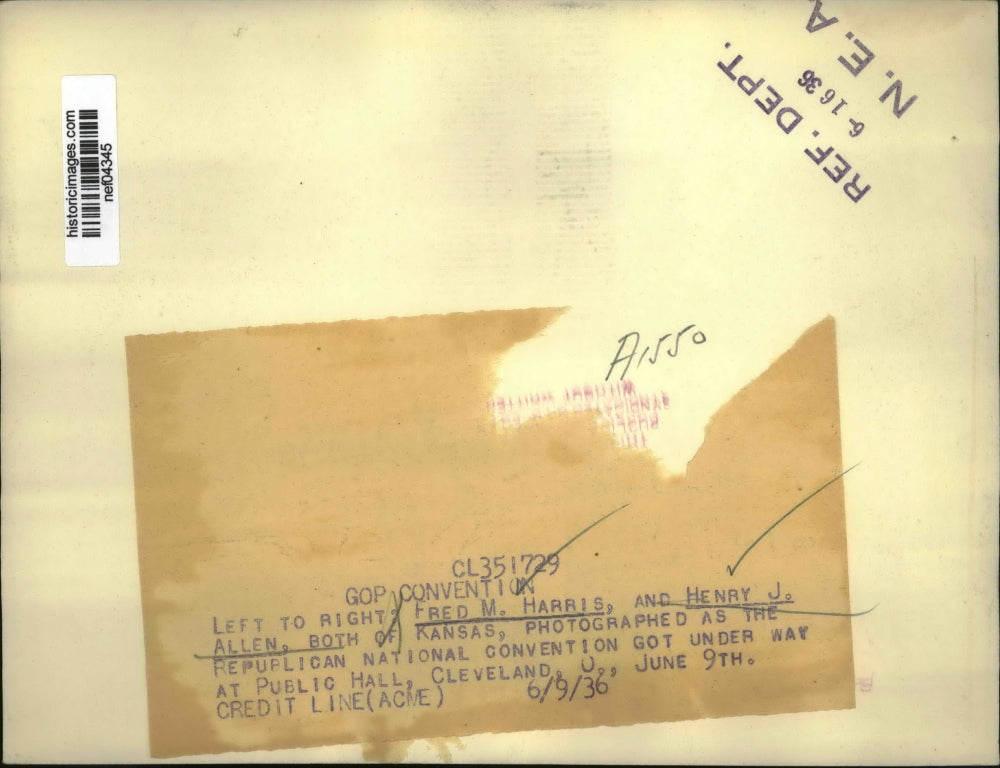 historicimages.com
nef04345
REF. DEPT.
6-16 36
N. E. A
A1550
CL351729
GOP CONVENTION
LEFT TO RIGHT, FRED M. HARRIS, AND HENRY J.
ALLEN, BOTH OF KANSAS, PHOTOGRAPHED AS THE
REPUBLICAN NATIONAL CONVENTION GOT UNDER WAY
AT PUBLIC HALL, CLEVELAND, O., JUNE 9TH.
CREDIT LINE(ACME) 6/9/36